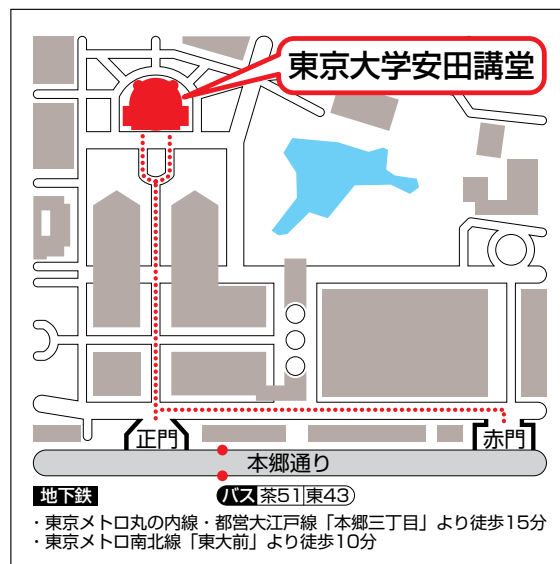 東京大学安田講堂
正門
赤門
本郷通り
地下鉄
バス 茶51 東43
・東京メトロ丸の内線・都営大江戸線「本郷三丁目」より徒歩15分
・東京メトロ南北線「東大前」より徒歩10分